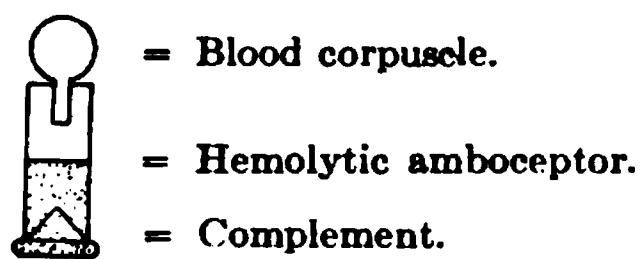 = Blood corpuscle.
= Hemolytic amboceptor.
= Complement.